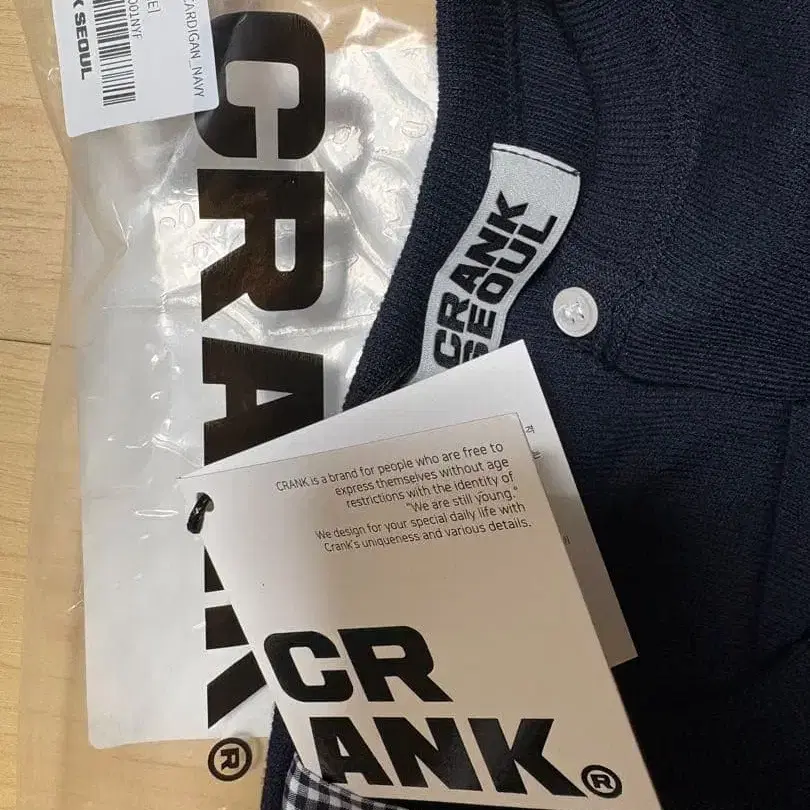 CARDIGAN_NAVY
001NYF
K SEOUL
CRANK
®
CRANK
SEOUL
CRANK is a brand for people who are free to
express themselves without age
restrictions with the identity of
"We are still young."
We design for your special daily life with
CranK's uniqueness and various details.
CR
ANK®